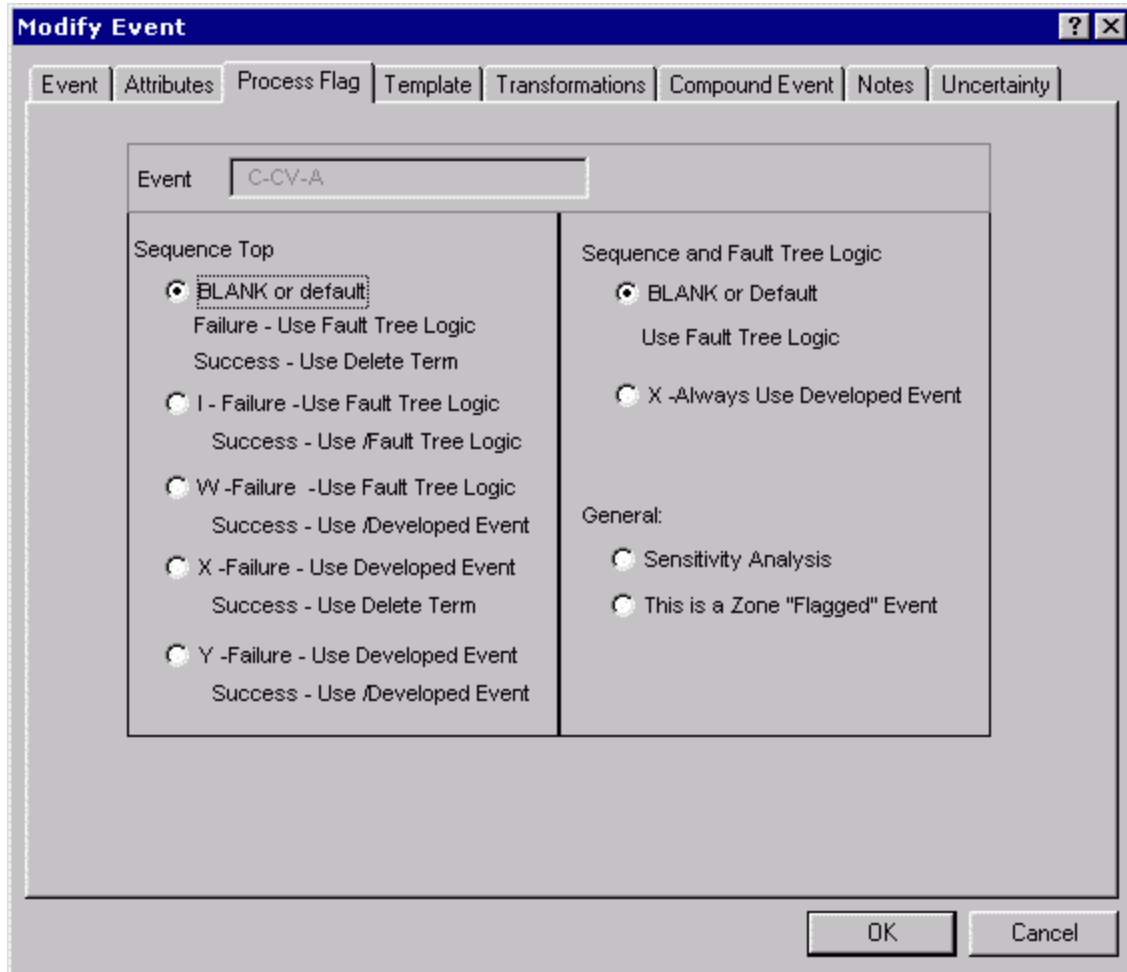 Modify Event
Event Attributes Process Flag Template Transformations Compound Event Notes Uncertainty
Event C-CV-A
Sequence Top
BLANK or default
Failure - Use Fault Tree Logic
Success - Use Delete Term
I - Failure -Use Fault Tree Logic
Success - Use /Fault Tree Logic
W -Failure -Use Fault Tree Logic
Success - Use /Developed Event
X -Failure - Use Developed Event
Success - Use Delete Term
Y -Failure - Use Developed Event
Success - Use /Developed Event
Sequence and Fault Tree Logic
BLANK or Default
Use Fault Tree Logic
X -Always Use Developed Event
General:
Sensitivity Analysis
This is a Zone "Flagged" Event
OK Cancel